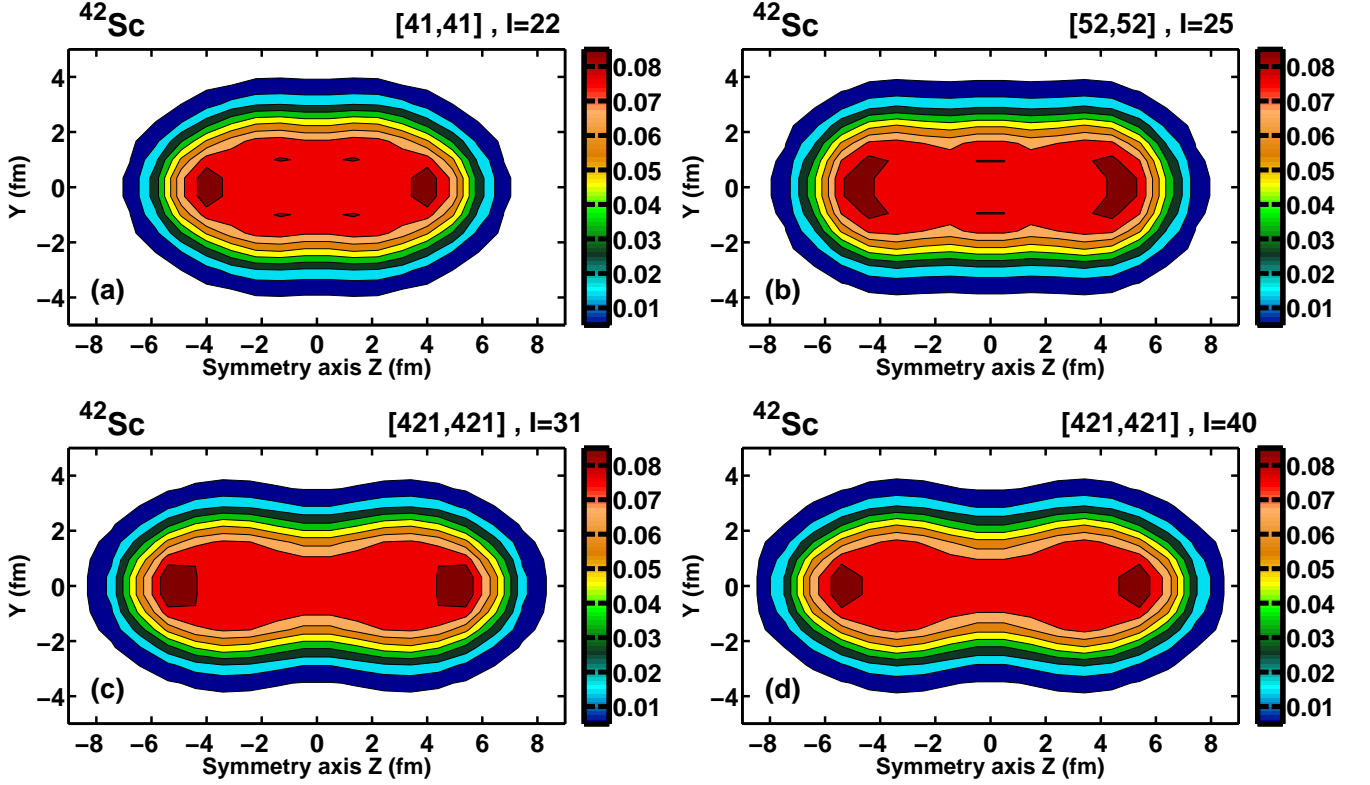 ⁴²Sc [41,41] , I=22
4
2
0
−2
−4
Y (fm)
(a)
0.08
0.07
0.06
0.05
0.04
0.03
0.02
0.01
−8 −6 −4 −2 0 2 4 6 8
Symmetry axis Z (fm)
⁴²Sc [52,52] , I=25
4
2
0
−2
−4
Y (fm)
(b)
0.08
0.07
0.06
0.05
0.04
0.03
0.02
0.01
−8 −6 −4 −2 0 2 4 6 8
Symmetry axis Z (fm)
⁴²Sc [421,421] , I=31
4
2
0
−2
−4
Y (fm)
(c)
0.08
0.07
0.06
0.05
0.04
0.03
0.02
0.01
−8 −6 −4 −2 0 2 4 6 8
Symmetry axis Z (fm)
⁴²Sc [421,421] , I=40
4
2
0
−2
−4
Y (fm)
(d)
0.08
0.07
0.06
0.05
0.04
0.03
0.02
0.01
−8 −6 −4 −2 0 2 4 6 8
Symmetry axis Z (fm)